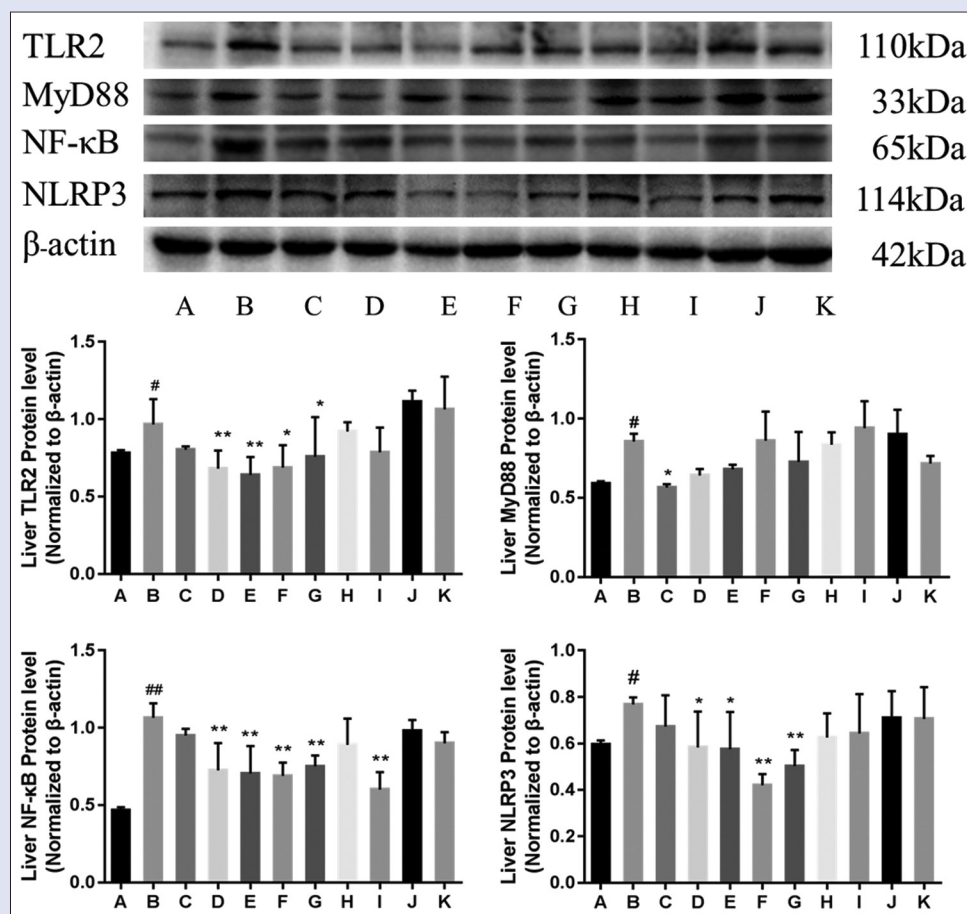 TLR2 110kDa
MyD88 33kDa
NF-κB 65kDa
NLRP3 114kDa
β-actin 42kDa
A B C D E F G H I J K
Liver TLR2 Protein level
(Normalized to β-actin)
1.5
1.0
0.5
0.0
# ** ** * *
A B C D E F G H I J K
Liver MyD88 Protein level
(Normalized to β-actin)
1.5
1.0
0.5
0.0
# *
A B C D E F G H I J K
Liver NF-κB Protein level
(Normalized to β-actin)
1.5
1.0
0.5
0.0
## ** ** ** ** **
A B C D E F G H I J K
Liver NLRP3 Protein level
(Normalized to β-actin)
1.0
0.8
0.6
0.4
0.2
0.0
# * * ** **
A B C D E F G H I J K